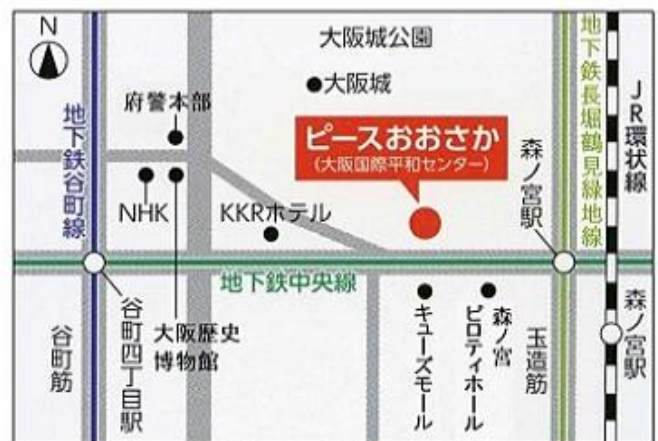 N
大阪城公園
大阪城
府警本部
ピースおおさか
(大阪国際平和センター)
地下鉄谷町線
NHK
KKRホテル
森ノ宮駅
地下鉄長堀鶴見緑地線
JR環状線
地下鉄中央線
谷町筋
谷町四丁目駅
大阪歴史
博物館
キューズモール
森ノ宮
ピロティホール
玉造筋
森ノ宮駅